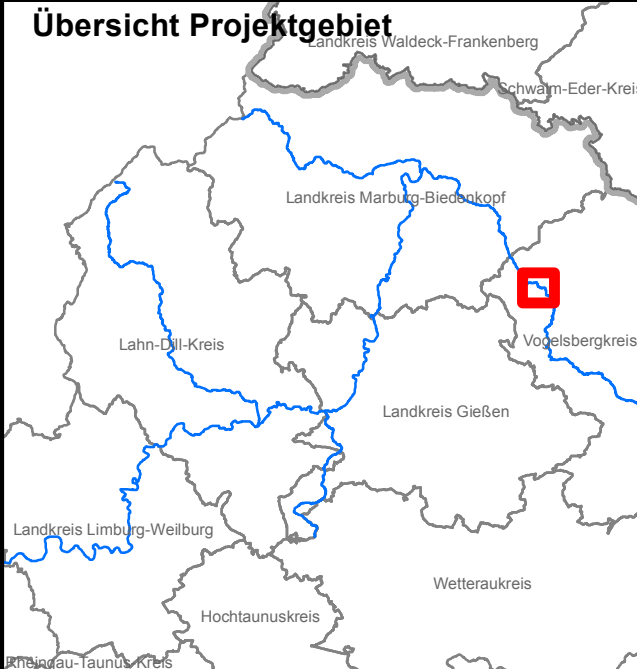 Übersicht Projektgebiet
Landkreis Waldeck-Frankenberg
Schwalm-Eder-Kreis
Landkreis Marburg-Biedenkopf
Lahn-Dill-Kreis
Vogelsbergkreis
Landkreis Gießen
Landkreis Limburg-Weilburg
Wetteraukreis
Hochtaunuskreis
Rheingau-Taunus-Kreis